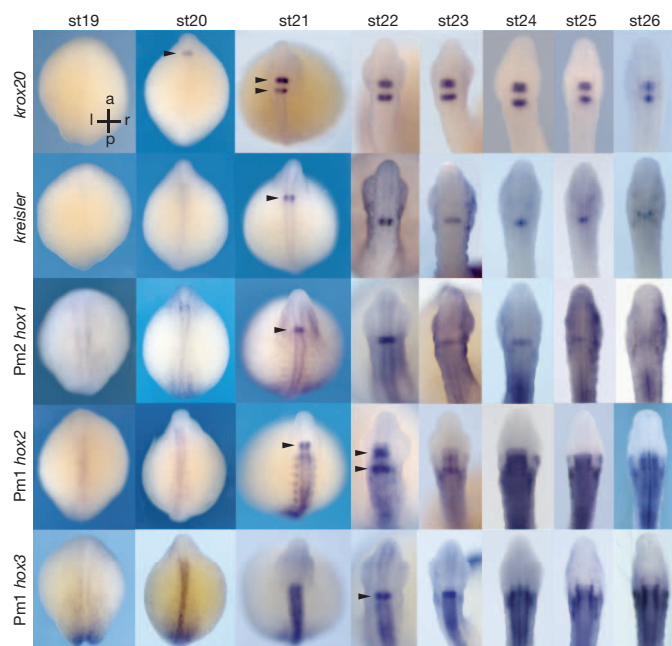 st19 st20 st21 st22 st23 st24 st25 st26
krox20
a
l r
p
kreisler
Pm2 hox1
Pm1 hox2
Pm1 hox3